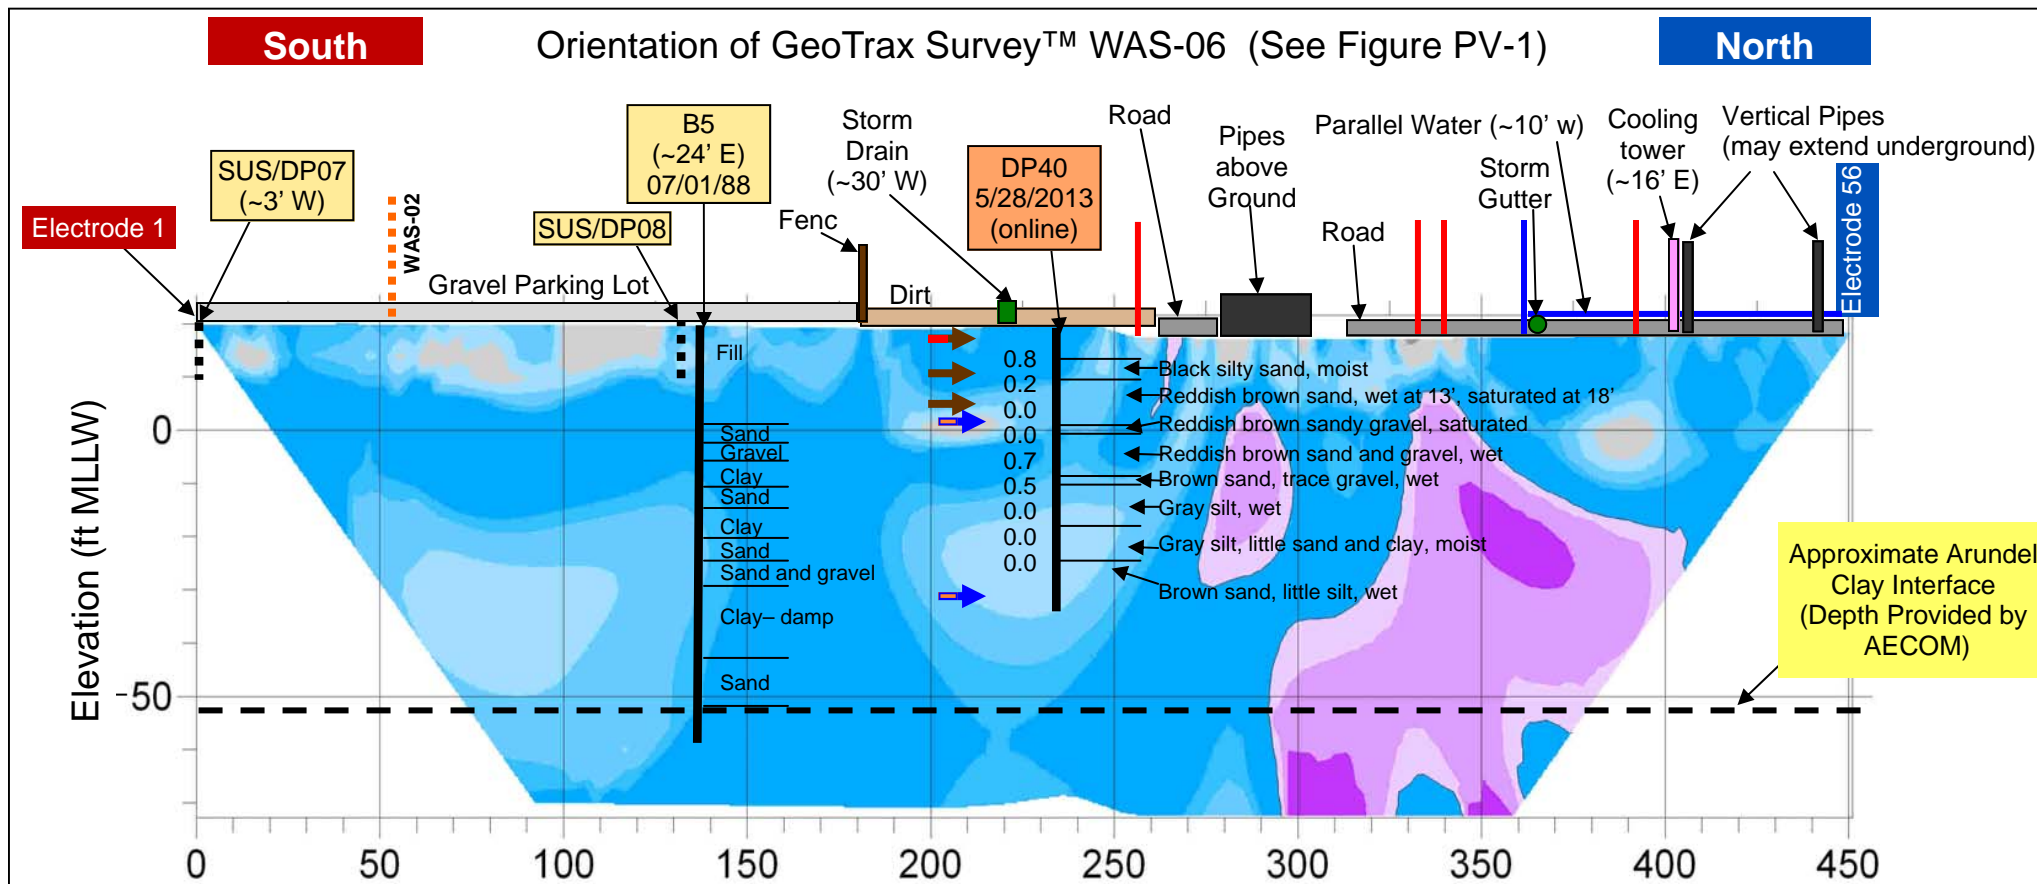 South
Orientation of GeoTrax Survey™ WAS-06 (See Figure PV-1)
North
Electrode 1
SUS/DP07
(~3’ W)
WAS-02
Gravel Parking Lot
SUS/DP08
B5
(~24’ E)
07/01/88
Fenc
Storm
Drain
(~30’ W)
Dirt
DP40
5/28/2013
(online)
Road
Pipes
above
Ground
Road
Parallel Water (~10’ w)
Storm
Gutter
Cooling
tower
(~16’ E)
Vertical Pipes
(may extend underground)
Electrode 56
Elevation (ft MLLW)
0
-50
Fill
Sand
Gravel
Clay
Sand
Clay
Sand
Sand and gravel
Clay– damp
Sand
0.8
0.2
0.0
0.0
0.7
0.5
0.0
0.0
0.0
Black silty sand, moist
Reddish brown sand, wet at 13’, saturated at 18’
Reddish brown sandy gravel, saturated
Reddish brown sand and gravel, wet
Brown sand, trace gravel, wet
Gray silt, wet
Gray silt, little sand and clay, moist
Brown sand, little silt, wet
Approximate Arundel
Clay Interface
(Depth Provided by
AECOM)
0 50 100 150 200 250 300 350 400 450